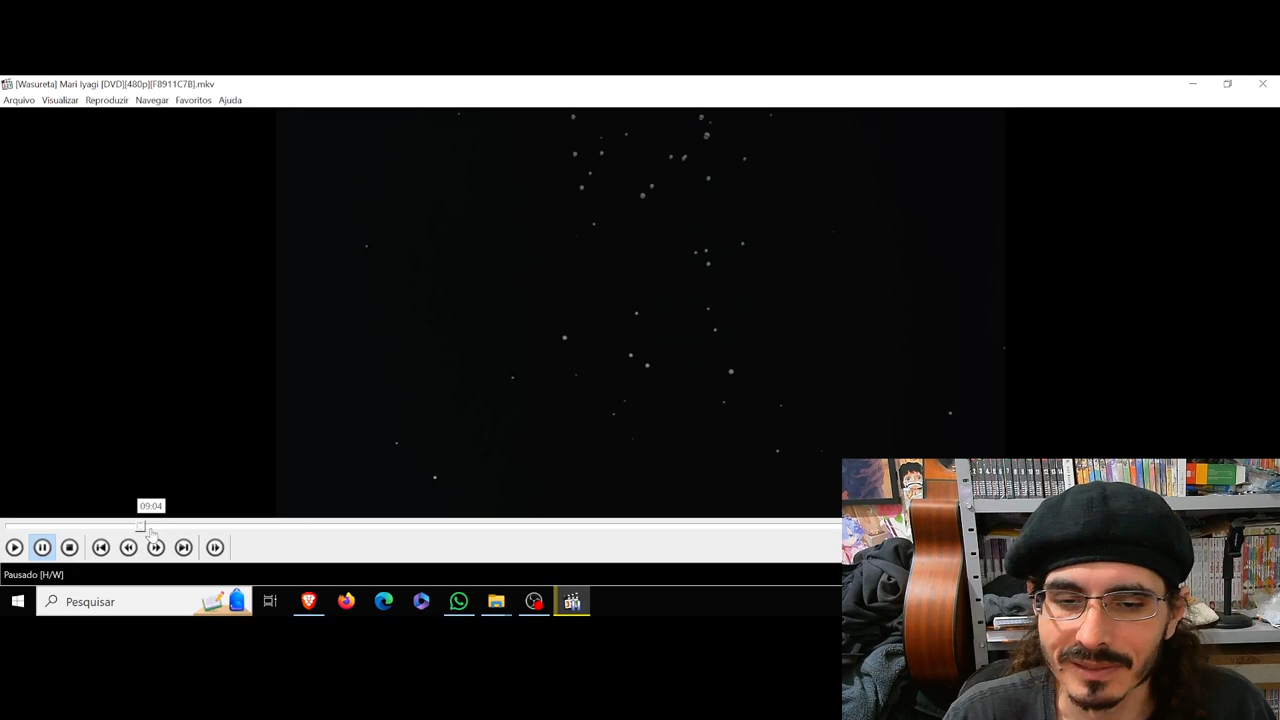 [Wasureta] Mari Iyagi [DVD][480p][F8911C7B].mkv
Arquivo Visualizar Reproduzir Navegar Favoritos Ajuda
09:04
Pausado [H/W]
Pesquisar